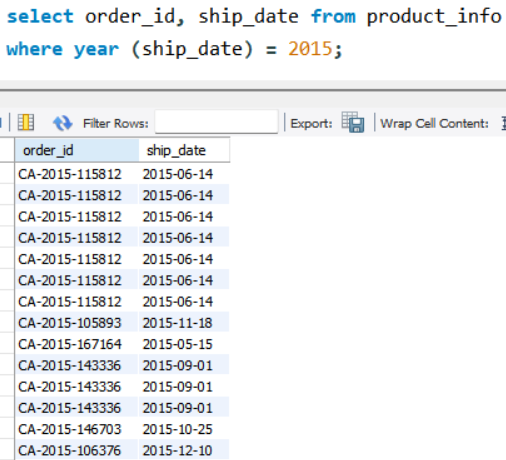 select order_id, ship_date from product_info
where year (ship_date) = 2015;
Filter Rows: Export: Wrap Cell Content:
order_id ship_date
CA-2015-115812 2015-06-14
CA-2015-115812 2015-06-14
CA-2015-115812 2015-06-14
CA-2015-115812 2015-06-14
CA-2015-115812 2015-06-14
CA-2015-115812 2015-06-14
CA-2015-115812 2015-06-14
CA-2015-105893 2015-11-18
CA-2015-167164 2015-05-15
CA-2015-143336 2015-09-01
CA-2015-143336 2015-09-01
CA-2015-143336 2015-09-01
CA-2015-146703 2015-10-25
CA-2015-106376 2015-12-10